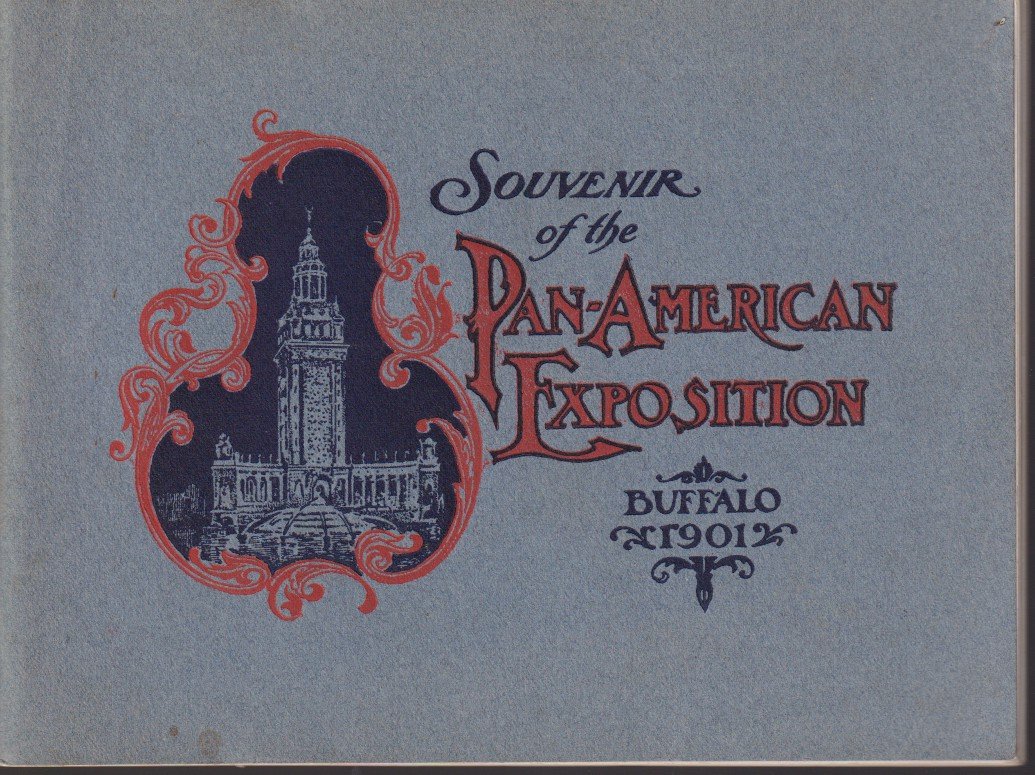 SOUVENIR
of the
PAN-AMERICAN
EXPOSITION
BUFFALO
1901